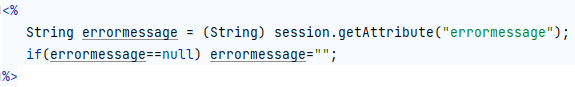 <%
String errormessage = (String) session.getAttribute("errormessage");
if(errormessage==null) errormessage="";
%>